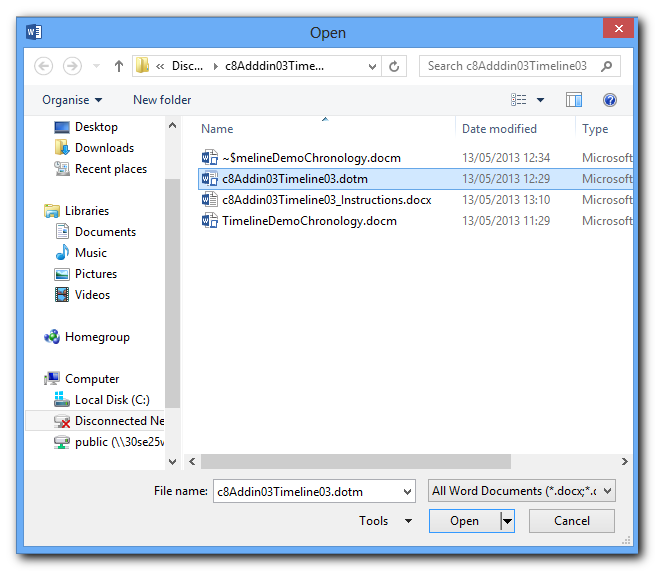 Open
« Disc... c8Adddin03Time... Search c8Adddin03Timeline03
Organise New folder
Name Date modified Type
Desktop
Downloads
Recent places
Libraries
Documents
Music
Pictures
Videos
Homegroup
Computer
Local Disk (C:)
Disconnected Ne
public (\\30se25w
~$melineDemoChronology.docm 13/05/2013 12:34 Microsoft
c8Addin03Timeline03.dotm 13/05/2013 12:29 Microsoft
c8Addin03Timeline03_Instructions.docx 13/05/2013 13:10 Microsoft
TimelineDemoChronology.docm 13/05/2013 11:29 Microsoft
File name: c8Addin03Timeline03.dotm All Word Documents (*.docx;*.c
Tools Open Cancel